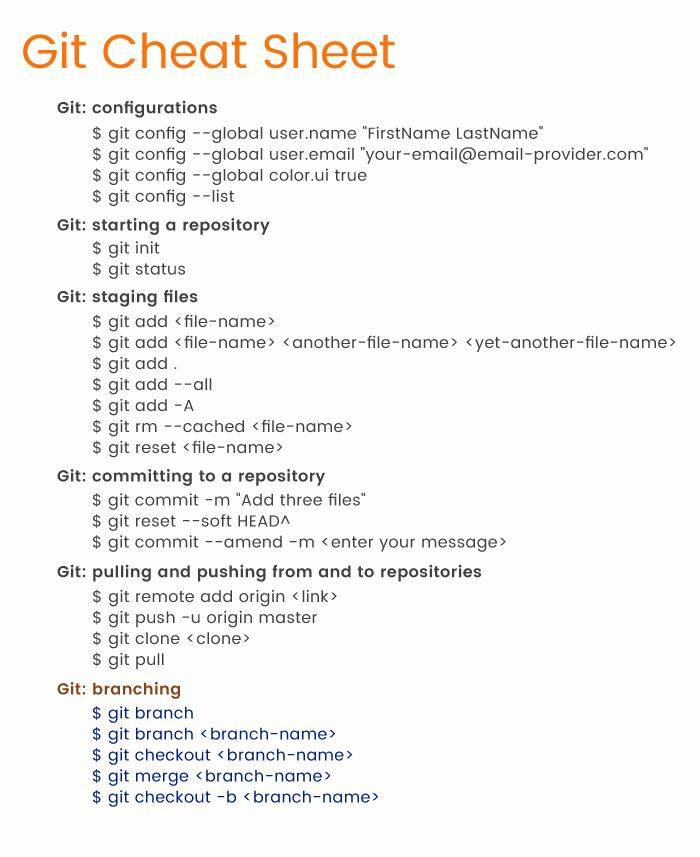 Git Cheat Sheet
Git: configurations
$ git config --global user.name "FirstName LastName"
$ git config --global user.email "your-email@email-provider.com"
$ git config --global color.ui true
$ git config --list
Git: starting a repository
$ git init
$ git status
Git: staging files
$ git add <file-name>
$ git add <file-name> <another-file-name> <yet-another-file-name>
$ git add .
$ git add --all
$ git add -A
$ git rm --cached <file-name>
$ git reset <file-name>
Git: committing to a repository
$ git commit -m "Add three files"
$ git reset --soft HEAD^
$ git commit --amend -m <enter your message>
Git: pulling and pushing from and to repositories
$ git remote add origin <link>
$ git push -u origin master
$ git clone <clone>
$ git pull
Git: branching
$ git branch
$ git branch <branch-name>
$ git checkout <branch-name>
$ git merge <branch-name>
$ git checkout -b <branch-name>